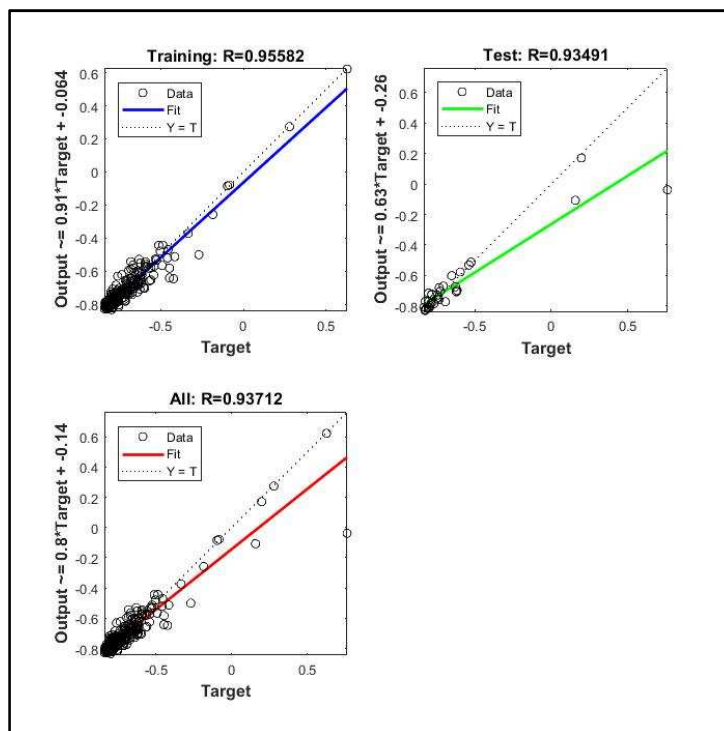 Training: R=0.95582
Output ~= 0.91*Target + -0.064
0.6
0.4
0.2
0
-0.2
-0.4
-0.6
-0.8
Data
Fit
Y = T
-0.5
0
0.5
Target
Test: R=0.93491
Output ~= 0.63*Target + -0.26
0.6
0.4
0.2
0
-0.2
-0.4
-0.6
-0.8
Data
Fit
Y = T
-0.5
0
0.5
Target
All: R=0.93712
Output ~= 0.8*Target + -0.14
0.6
0.4
0.2
0
-0.2
-0.4
-0.6
-0.8
Data
Fit
Y = T
-0.5
0
0.5
Target